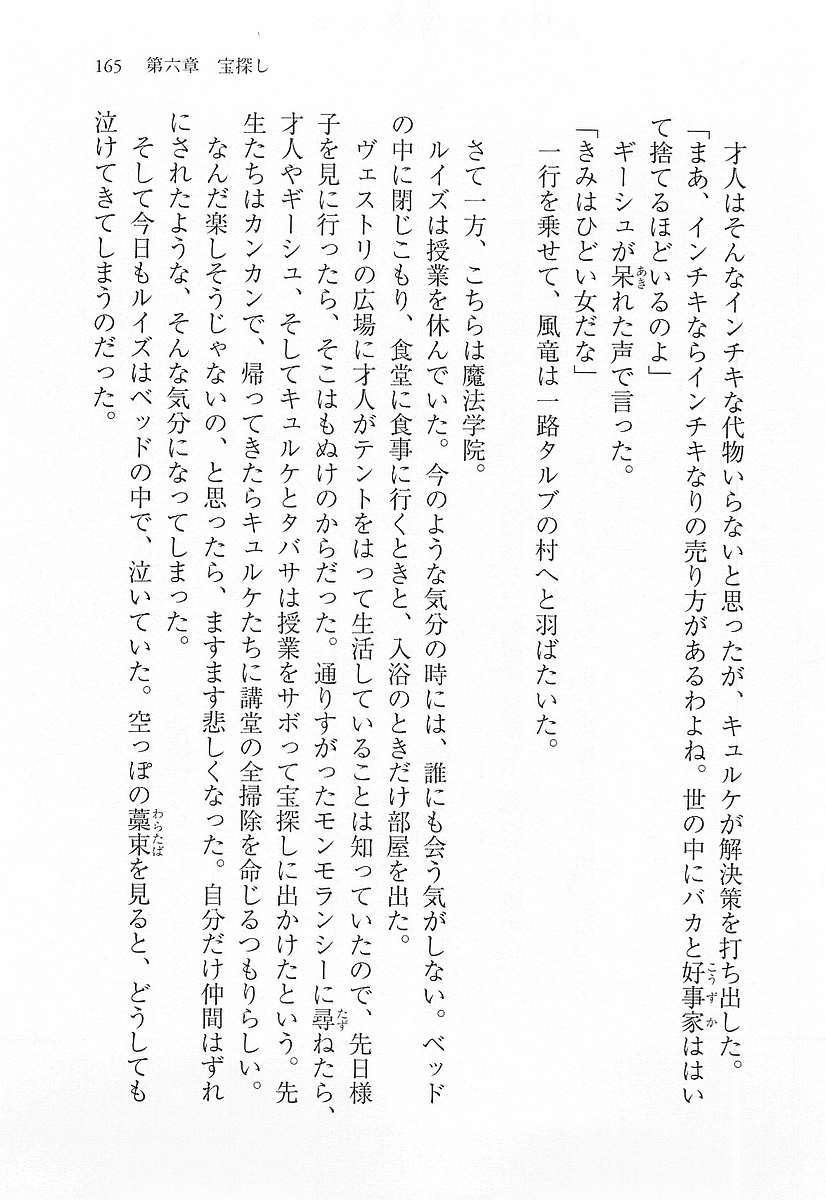 165　第六章　宝探し
　才人はそんなインチキな代物いらないと思ったが、キュルケが解決策を打ち出した。
「まあ、インチキならインチキなりの売り方があるわよね。世の中にバカと好事家ははい
て捨てるほどいるのよ」
　ギーシュが呆れた声で言った。
「きみはひどい女だな」
　一行を乗せて、風竜は一路タルブの村へと羽ばたいた。
　さて一方、こちらは魔法学院。
　ルイズは授業を休んでいた。今のような気分の時には、誰にも会う気がしない。ベッド
の中に閉じこもり、食堂に食事に行くときと、入浴のときだけ部屋を出た。
　ヴェストリの広場に才人がテントをはって生活していることは知っていたので、先日様
子を見に行ったら、そこはもぬけのからだった。通りすがったモンモランシーに尋ねたら、
才人やギーシュ、そしてキュルケとタバサは授業をサボって宝探しに出かけたという。先
生たちはカンカンで、帰ってきたらキュルケたちに講堂の全掃除を命じるつもりらしい。
　なんだ楽しそうじゃないの、と思ったら、ますます悲しくなった。自分だけ仲間はずれ
にされたような、そんな気分になってしまった。
　そして今日もルイズはベッドの中で、泣いていた。空っぽの藁束を見ると、どうしても
泣けてきてしまうのだった。